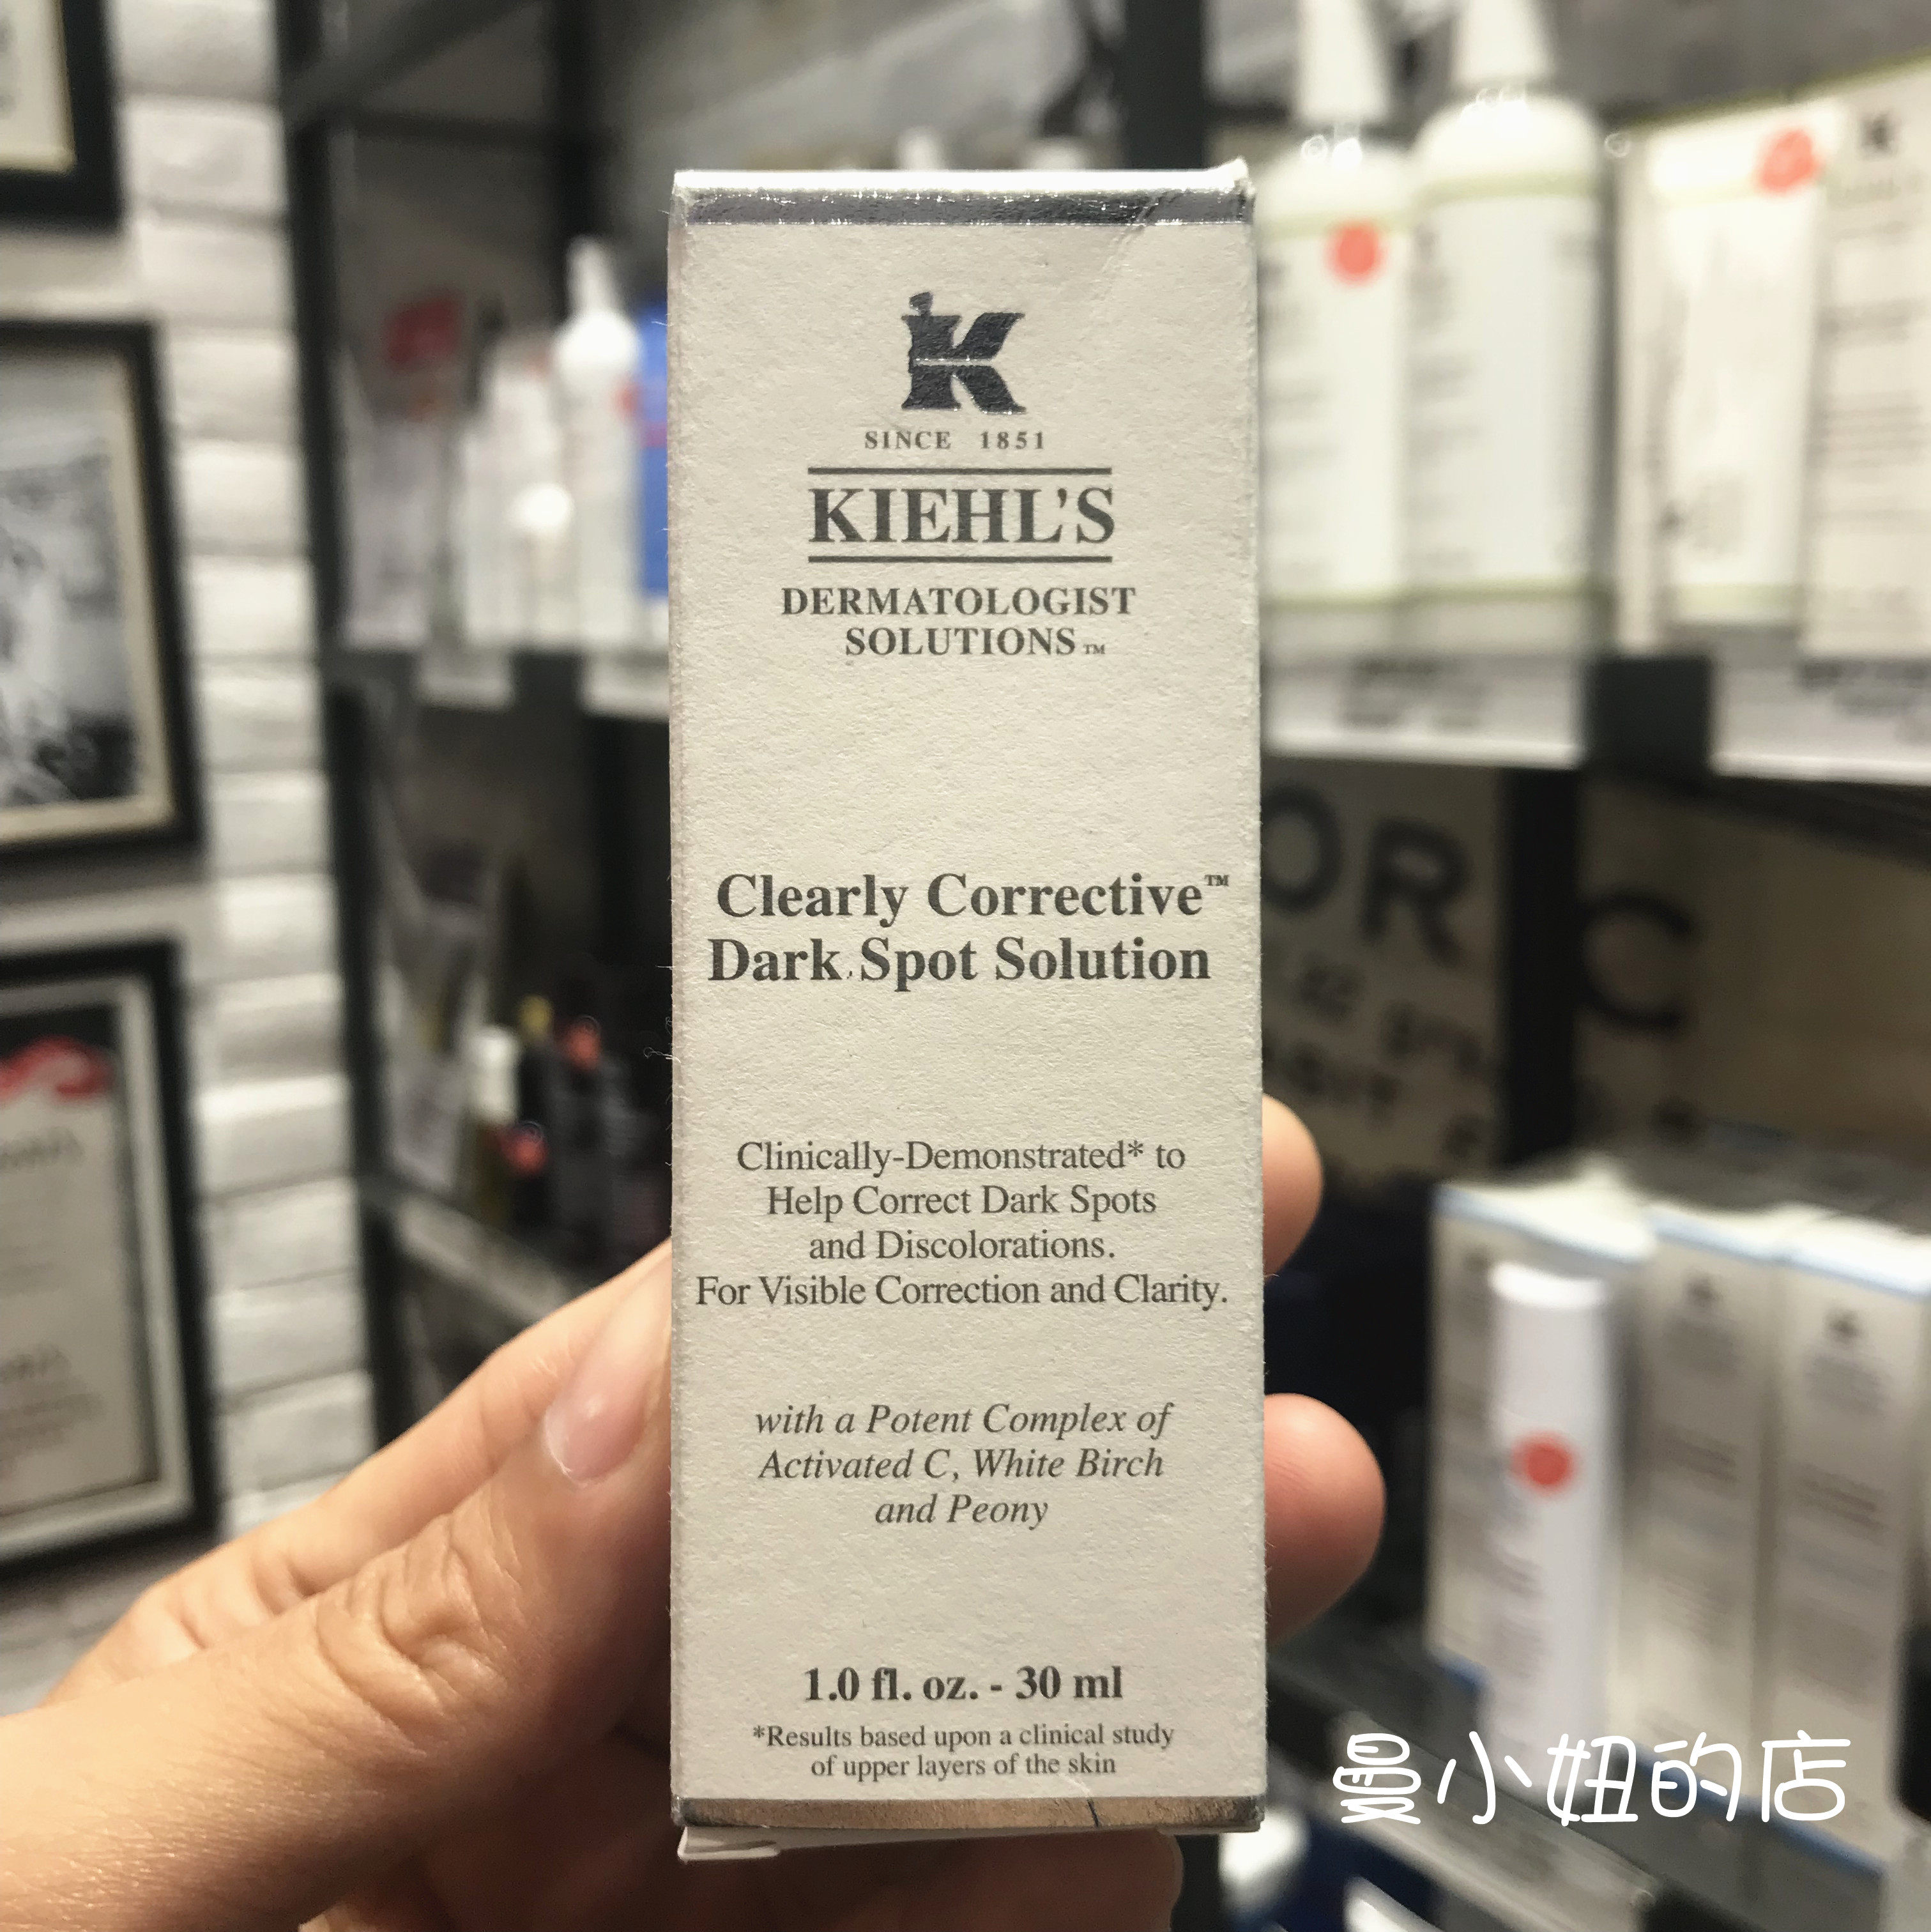 K
SINCE 1851
KIEHL'S
DERMATOLOGIST
SOLUTIONS™
Clearly Corrective™
Dark Spot Solution
Clinically-Demonstrated* to
Help Correct Dark Spots
and Discolorations.
For Visible Correction and Clarity.
with a Potent Complex of
Activated C, White Birch
and Peony
1.0 fl. oz. - 30 ml
*Results based upon a clinical study
of upper layers of the skin
OR
C
曼小妞的店